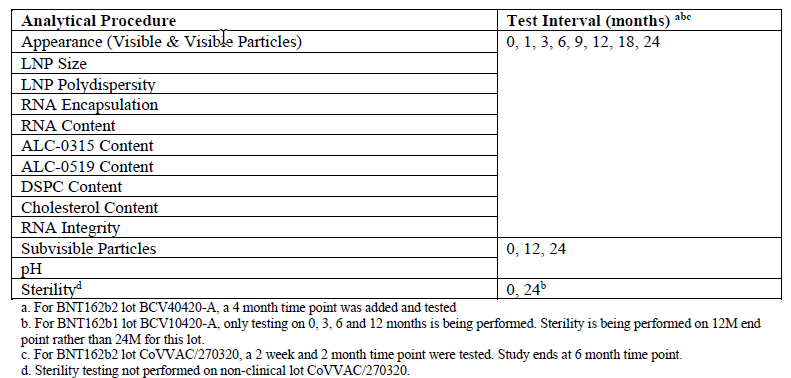 Analytical Procedure Test Interval (months) abc
Appearance (Visible & Visible Particles) 0, 1, 3, 6, 9, 12, 18, 24
LNP Size
LNP Polydispersity
RNA Encapsulation
RNA Content
ALC-0315 Content
ALC-0519 Content
DSPC Content
Cholesterol Content
RNA Integrity
Subvisible Particles 0, 12, 24
pH
Sterilityd 0, 24b
a. For BNT162b2 lot BCV40420-A, a 4 month time point was added and tested
b. For BNT162b1 lot BCV10420-A, only testing on 0, 3, 6 and 12 months is being performed. Sterility is being performed on 12M end
point rather than 24M for this lot.
c. For BNT162b2 lot CoVVAC/270320, a 2 week and 2 month time point were tested. Study ends at 6 month time point.
d. Sterility testing not performed on non-clinical lot CoVVAC/270320.